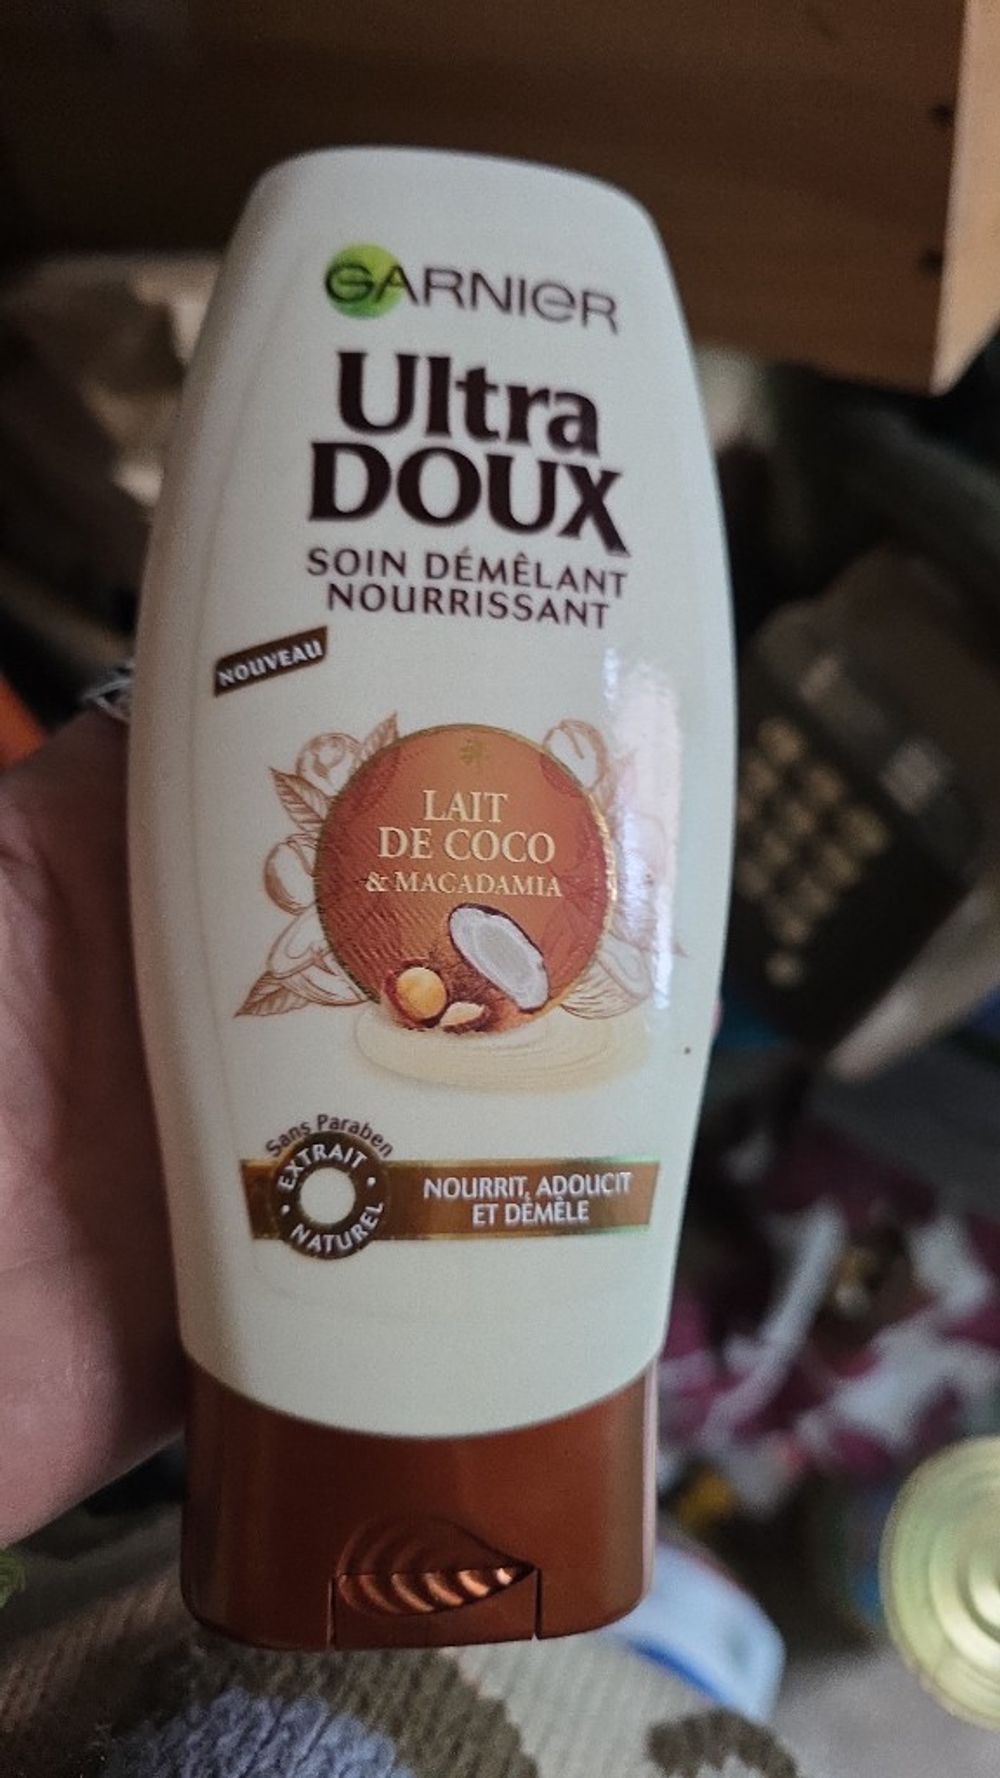 GARNIER
Ultra
DOUX
SOIN DÉMÊLANT
NOURRISSANT
NOUVEAU
LAIT
DE COCO
& MACADAMIA
Sans Paraben
EXTRAIT
NATUREL
NOURRIT, ADOUCIT
ET DÉMÊLE